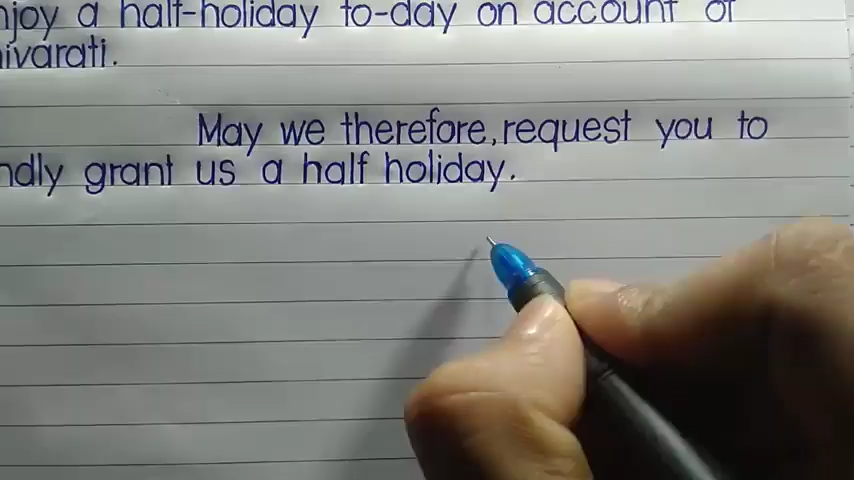 njoy a half-holiday to-day on account of
ivarati.
May we therefore, request you to
ndly grant us a half holiday.